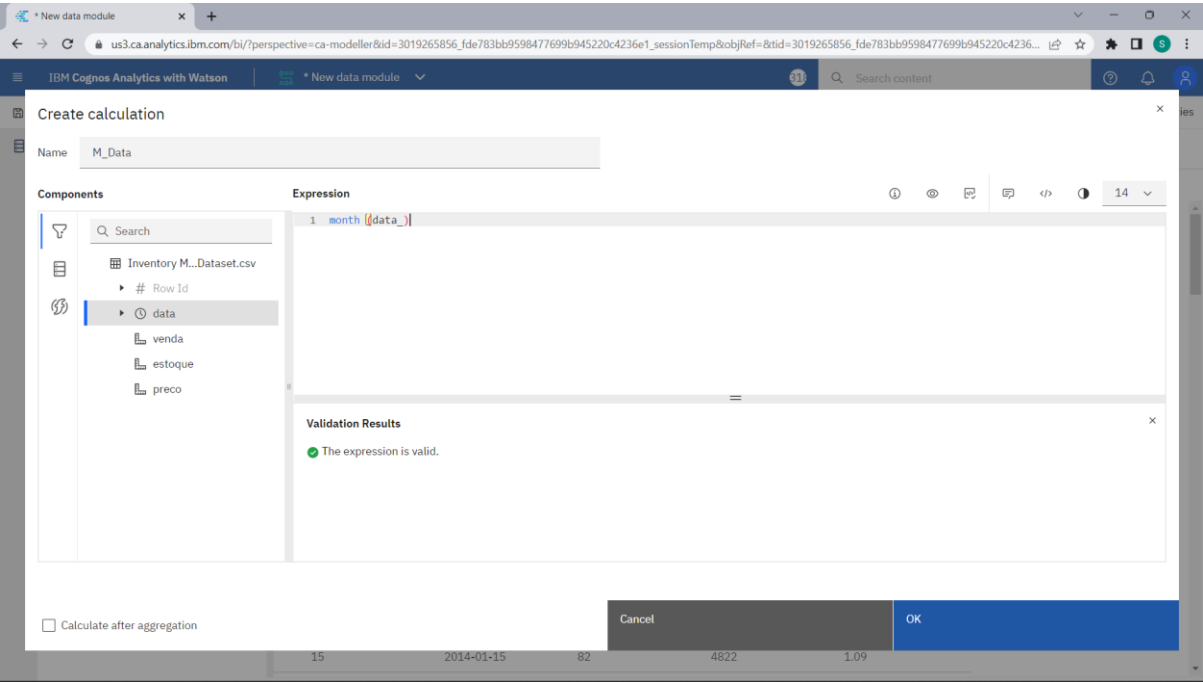 * New data module
us3.ca.analytics.ibm.com/bi/?perspective=ca-modeller&id=3019265856_fde783bb9598477699b945220c4236e1_sessionTemp&objRef=&tid=3019265856_fde783bb9598477699b945220c4236...
S
IBM Cognos Analytics with Watson
* New data module
Search content
Create calculation
ies
Name
M_Data
Components
Expression
14
1 month (data_)
Search
Inventory M...Dataset.csv
# Row Id
data
venda
estoque
preco
Validation Results
The expression is valid.
Calculate after aggregation
Cancel
OK
15 2014-01-15 82 4822 1.09